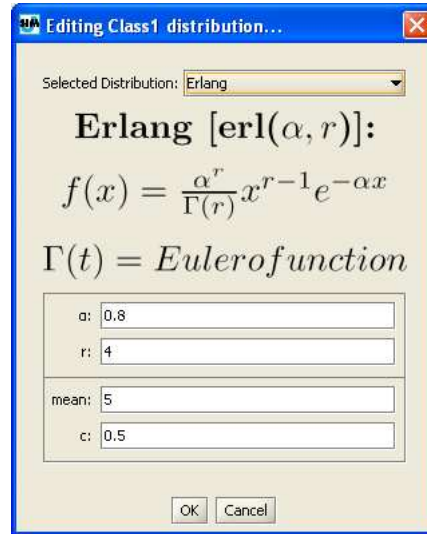 SIM Editing Class1 distribution...
Selected Distribution: Erlang
Erlang [erl(α, r)]:
f(x) = α^r/Γ(r) x^{r−1} e^{−αx}
Γ(t) = Eulerofunction
α: 0.8
r: 4
mean: 5
c: 0.5
OK Cancel